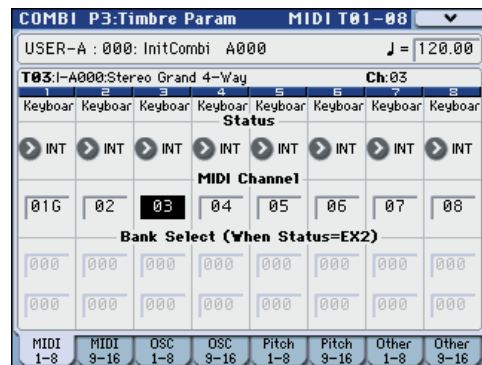 COMBI P3:Timbre Param MIDI T01-08
USER-A : 000: InitCombi A00 ♩ = 120.00
T03:I-A000:Stereo Grand 4-Way Ch:03
1 2 3 4 5 6 7 8
Keyboar Keyboar Keyboar Keyboar Keyboar Keyboar Keyboar Keyboar
Status
INT INT INT INT INT INT INT INT
MIDI Channel
01G 02 03 04 05 06 07 08
Bank Select (When Status=EX2)
000 000 000 000 000 000 000 000
000 000 000 000 000 000 000 000
MIDI MIDI OSC OSC Pitch Pitch Other Other
1-8 9-16 1-8 9-16 1-8 9-16 1-8 9-16